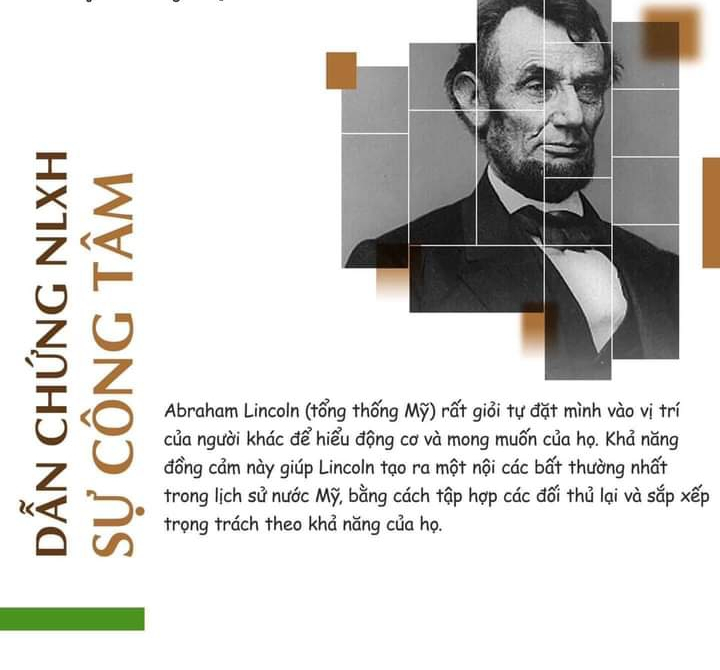 DẪN CHỨNG NLXH
SỰ CÔNG TÂM
Abraham Lincoln (tổng thống Mỹ) rất giỏi tự đặt mình vào vị trí
của người khác để hiểu động cơ và mong muốn của họ. Khả năng
đồng cảm này giúp Lincoln tạo ra một nội các bất thường nhất
trong lịch sử nước Mỹ, bằng cách tập hợp các đối thủ lại và sắp xếp
trọng trách theo khả năng của họ.